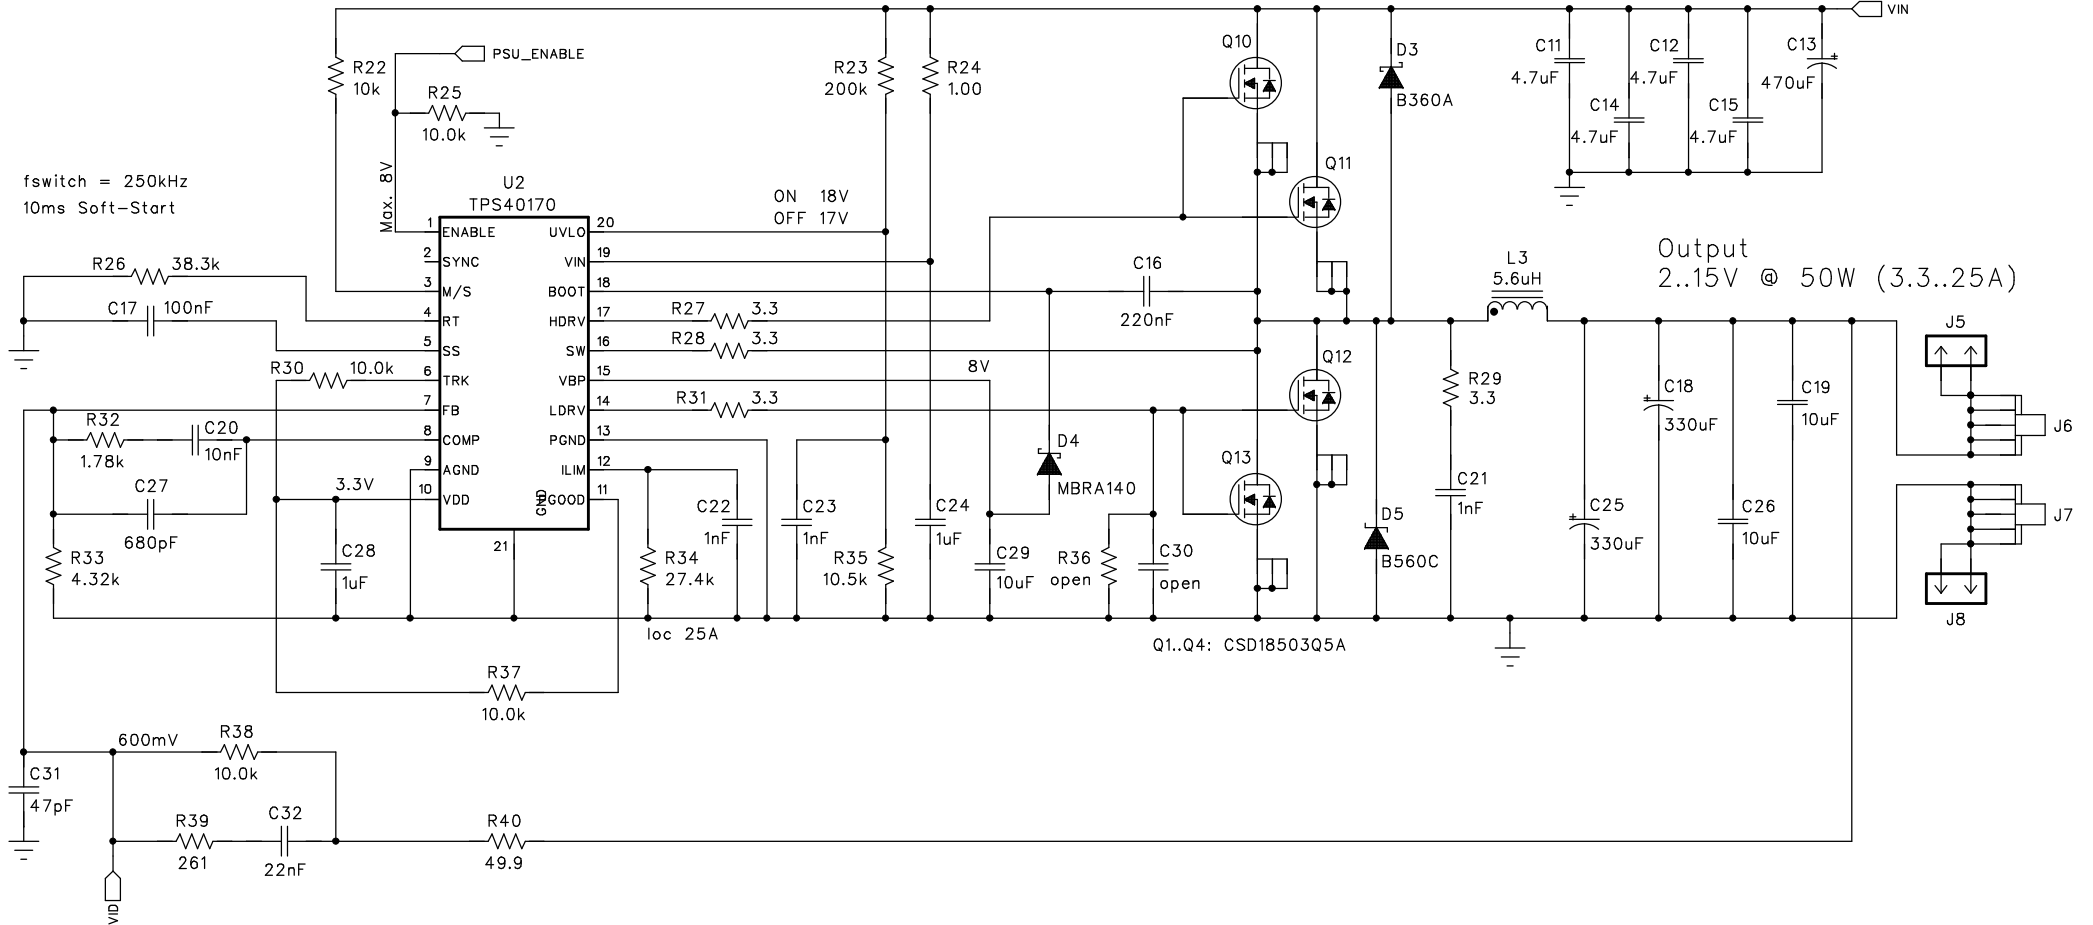 VIN
PSU_ENABLE
R22
10k
R25
10.0k
R23
200k
R24
1.00
Q10
D3
B360A
C11
4.7uF
C12
4.7uF
C13
470uF
C14
4.7uF
C15
4.7uF
Max. 8V
fswitch = 250kHz
10ms Soft-Start
U2
TPS40170
ON 18V
OFF 17V
Q11
1 ENABLE UVLO 20
2 SYNC VIN 19
3 M/S BOOT 18
4 RT HDRV 17
5 SS SW 16
6 TRK VBP 15
7 FB LDRV 14
8 COMP PGND 13
9 AGND ILIM 12
10 VDD PGOOD 11
GND
21
R26 38.3k
C17 100nF
R27 3.3
R28 3.3
C16
220nF
L3
5.6uH
Output
2..15V @ 50W (3.3..25A)
J5
R30 10.0k
8V
Q12
R31 3.3
R29
3.3
C18
330uF
C19
10uF
J6
R32
1.78k
C20
10nF
D4
MBRA140
Q13
C21
1nF
3.3V
C27
680pF
C22
1nF
C23
1nF
C24
1uF
D5
B560C
C25
330uF
C26
10uF
J7
R33
4.32k
C28
1uF
R34
27.4k
R35
10.5k
C29
10uF
R36
open
C30
open
J8
Ioc 25A
Q1..Q4: CSD18503Q5A
R37
10.0k
600mV
R38
10.0k
C31
47pF
R39
261
C32
22nF
R40
49.9
VID